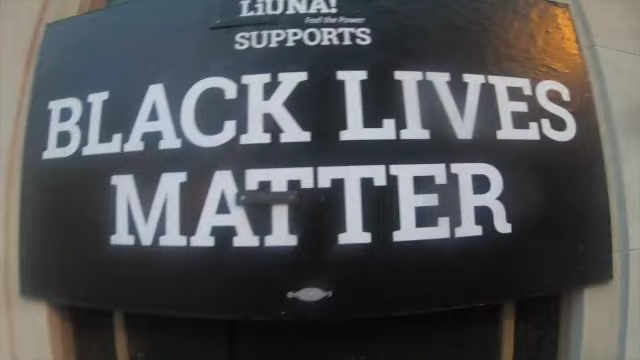 LiUNA!
Feel the Power
SUPPORTS
BLACK LIVES
MATTER